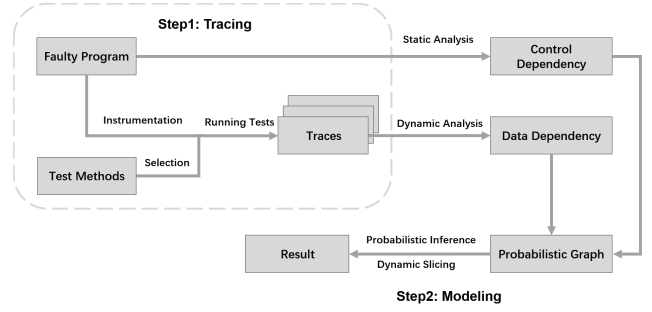 Step1: Tracing
Faulty Program
Static Analysis
Control
Dependency
Instrumentation
Running Tests
Traces
Dynamic Analysis
Data Dependency
Test Methods
Selection
Result
Probabilistic Inference
Dynamic Slicing
Probabilistic Graph
Step2: Modeling